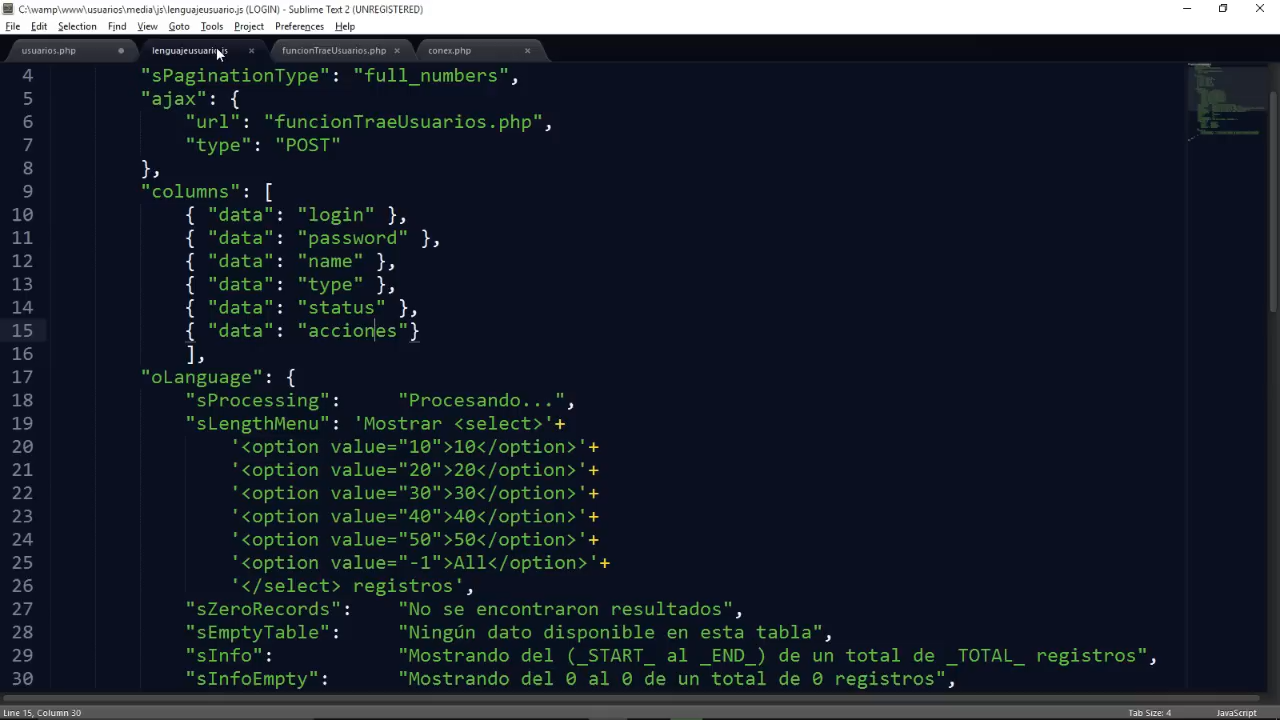 C:\wamp\www\usuarios\media\js\lenguajeusuario.js (LOGIN) - Sublime Text 2 (UNREGISTERED)
File Edit Selection Find View Goto Tools Project Preferences Help
usuarios.php lenguajeusuario.js funcionTraeUsuarios.php conex.php
4 "sPaginationType": "full_numbers",
5 "ajax": {
6 "url": "funcionTraeUsuarios.php",
7 "type": "POST"
8 },
9 "columns": [
10 { "data": "login" },
11 { "data": "password" },
12 { "data": "name" },
13 { "data": "type" },
14 { "data": "status" },
15 { "data": "acciones"}
16 ],
17 "oLanguage": {
18 "sProcessing": "Procesando...",
19 "sLengthMenu": 'Mostrar <select>'+
20 '<option value="10">10</option>'+
21 '<option value="20">20</option>'+
22 '<option value="30">30</option>'+
23 '<option value="40">40</option>'+
24 '<option value="50">50</option>'+
25 '<option value="-1">All</option>'+
26 '</select> registros',
27 "sZeroRecords": "No se encontraron resultados",
28 "sEmptyTable": "Ningún dato disponible en esta tabla",
29 "sInfo": "Mostrando del (_START_ al _END_) de un total de _TOTAL_ registros",
30 "sInfoEmpty": "Mostrando del 0 al 0 de un total de 0 registros",
Line 15, Column 30 Tab Size: 4 JavaScript